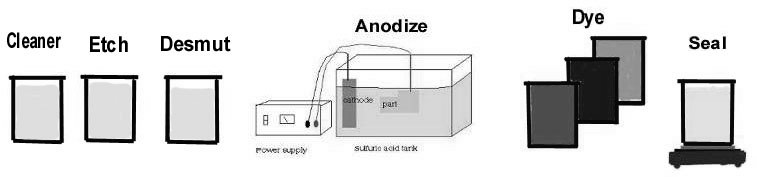 Cleaner
Etch
Desmut
Anodize
cathode
part
Power supply
Sulfuric acid tank
Dye
Seal